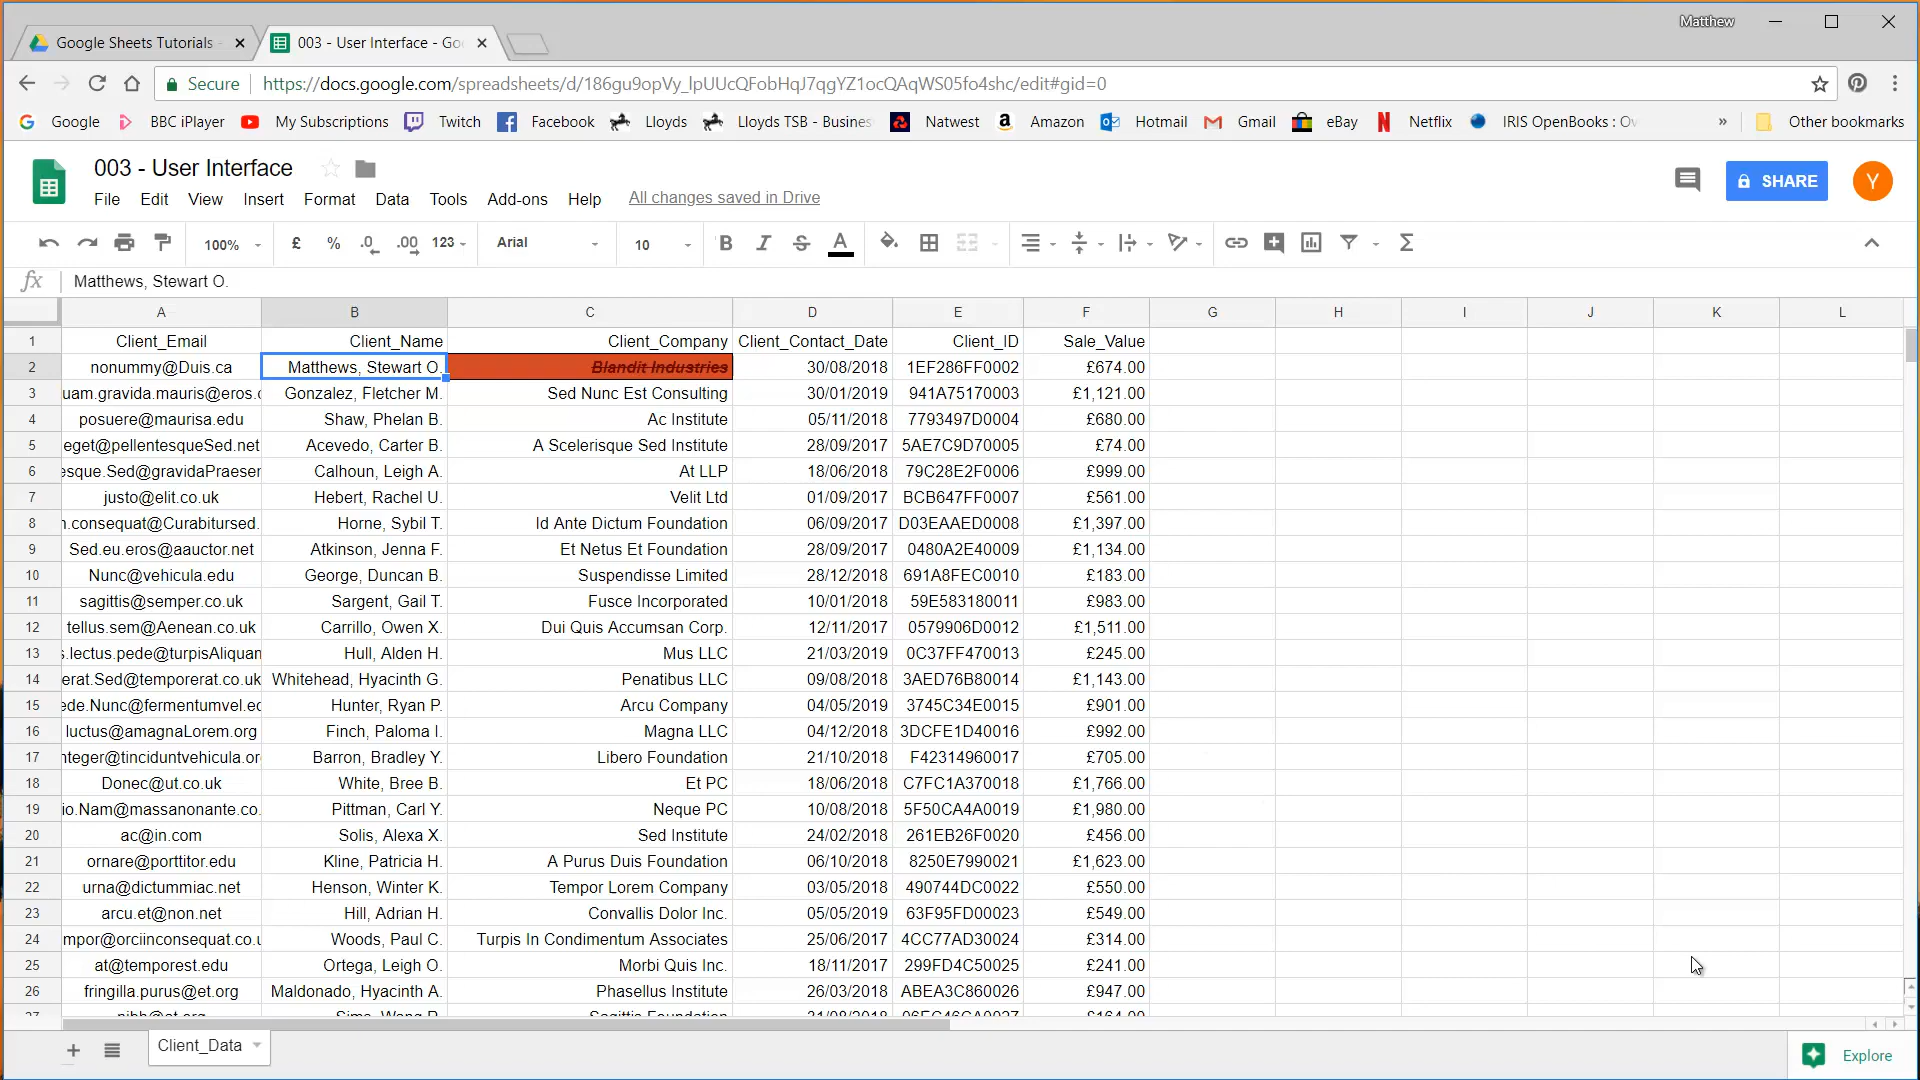 Matthew
Google Sheets Tutorials
003 - User Interface - Goo
Secure https://docs.google.com/spreadsheets/d/186gu9opVy_lpUUcQFobHqJ7qgYZ1ocQAqWS05fo4shc/edit#gid=0
Google BBC iPlayer My Subscriptions Twitch Facebook Lloyds Lloyds TSB - Busines Natwest Amazon Hotmail Gmail eBay Netflix IRIS OpenBooks : Ov » Other bookmarks
003 - User Interface
SHARE
Y
File Edit View Insert Format Data Tools Add-ons Help All changes saved in Drive
100% £ % .0 .00 123 Arial 10 B I S A Σ
fx Matthews, Stewart O.
A B C D E F G H I J K L
1 Client_Email Client_Name Client_Company Client_Contact_Date Client_ID Sale_Value
2 nonummy@Duis.ca Matthews, Stewart O. Blandit Industries 30/08/2018 1EF286FF0002 £674.00
3 uam.gravida.mauris@eros.c Gonzalez, Fletcher M. Sed Nunc Est Consulting 30/01/2019 941A75170003 £1,121.00
4 posuere@maurisa.edu Shaw, Phelan B. Ac Institute 05/11/2018 7793497D0004 £680.00
5 eget@pellentesqueSed.net Acevedo, Carter B. A Scelerisque Sed Institute 28/09/2017 5AE7C9D70005 £74.00
6 esque.Sed@gravidaPraeser Calhoun, Leigh A. At LLP 18/06/2018 79C28E2F0006 £999.00
7 justo@elit.co.uk Hebert, Rachel U. Velit Ltd 01/09/2017 BCB647FF0007 £561.00
8 n.consequat@Curabitursed. Horne, Sybil T. Id Ante Dictum Foundation 06/09/2017 D03EAAED0008 £1,397.00
9 Sed.eu.eros@aauctor.net Atkinson, Jenna F. Et Netus Et Foundation 28/09/2017 0480A2E40009 £1,134.00
10 Nunc@vehicula.edu George, Duncan B. Suspendisse Limited 28/12/2018 691A8FEC0010 £183.00
11 sagittis@semper.co.uk Sargent, Gail T. Fusce Incorporated 10/01/2018 59E583180011 £983.00
12 tellus.sem@Aenean.co.uk Carrillo, Owen X. Dui Quis Accumsan Corp. 12/11/2017 0579906D0012 £1,511.00
13 s.lectus.pede@turpisAliquan Hull, Alden H. Mus LLC 21/03/2019 0C37FF470013 £245.00
14 erat.Sed@temporerat.co.uk Whitehead, Hyacinth G. Penatibus LLC 09/08/2018 3AED76B80014 £1,143.00
15 ede.Nunc@fermentumvel.ec Hunter, Ryan P. Arcu Company 04/05/2019 3745C34E0015 £901.00
16 luctus@amagnaLorem.org Finch, Paloma I. Magna LLC 04/12/2018 3DCFE1D40016 £992.00
17 nteger@tinciduntvehicula.or Barron, Bradley Y. Libero Foundation 21/10/2018 F42314960017 £705.00
18 Donec@ut.co.uk White, Bree B. Et PC 18/06/2018 C7FC1A370018 £1,766.00
19 io.Nam@massanonante.co. Pittman, Carl Y. Neque PC 10/08/2018 5F50CA4A0019 £1,980.00
20 ac@in.com Solis, Alexa X. Sed Institute 24/02/2018 261EB26F0020 £456.00
21 ornare@porttitor.edu Kline, Patricia H. A Purus Duis Foundation 06/10/2018 8250E7990021 £1,623.00
22 urna@dictummiac.net Henson, Winter K. Tempor Lorem Company 03/05/2018 490744DC0022 £550.00
23 arcu.et@non.net Hill, Adrian H. Convallis Dolor Inc. 05/05/2019 63F95FD00023 £549.00
24 mpor@orciinconsequat.co.u Woods, Paul C. Turpis In Condimentum Associates 25/06/2017 4CC77AD30024 £314.00
25 at@temporest.edu Ortega, Leigh O. Morbi Quis Inc. 18/11/2017 299FD4C50025 £241.00
26 fringilla.purus@et.org Maldonado, Hyacinth A. Phasellus Institute 26/03/2018 ABEA3C860026 £947.00
Client_Data
Explore